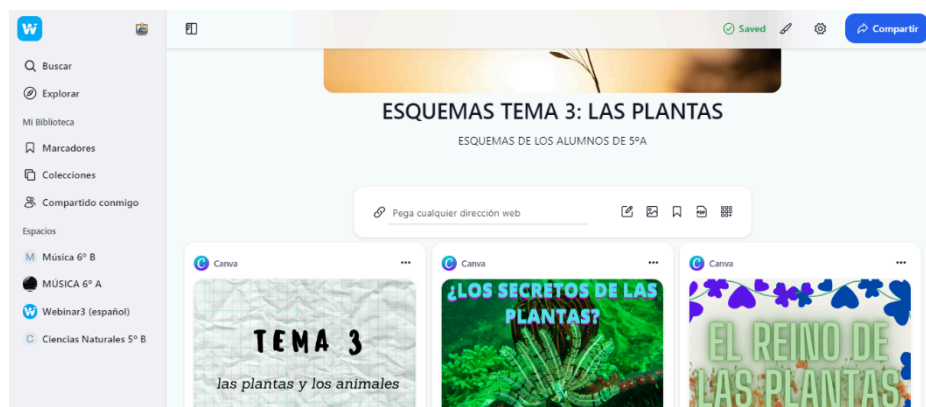 W
Buscar
Explorar
Mi Biblioteca
Marcadores
Colecciones
Compartido conmigo
Espacios
M Música 6º B
MÚSICA 6º A
W Webinar3 (español)
C Ciencias Naturales 5º B
Saved
Compartir
ESQUEMAS TEMA 3: LAS PLANTAS
ESQUEMAS DE LOS ALUMNOS DE 5ºA
Pega cualquier dirección web
PDF
C Canva
TEMA 3
las plantas y los animales
C Canva
¿LOS SECRETOS DE LAS
PLANTAS?
C Canva
EL REINO DE
LAS PLANTAS